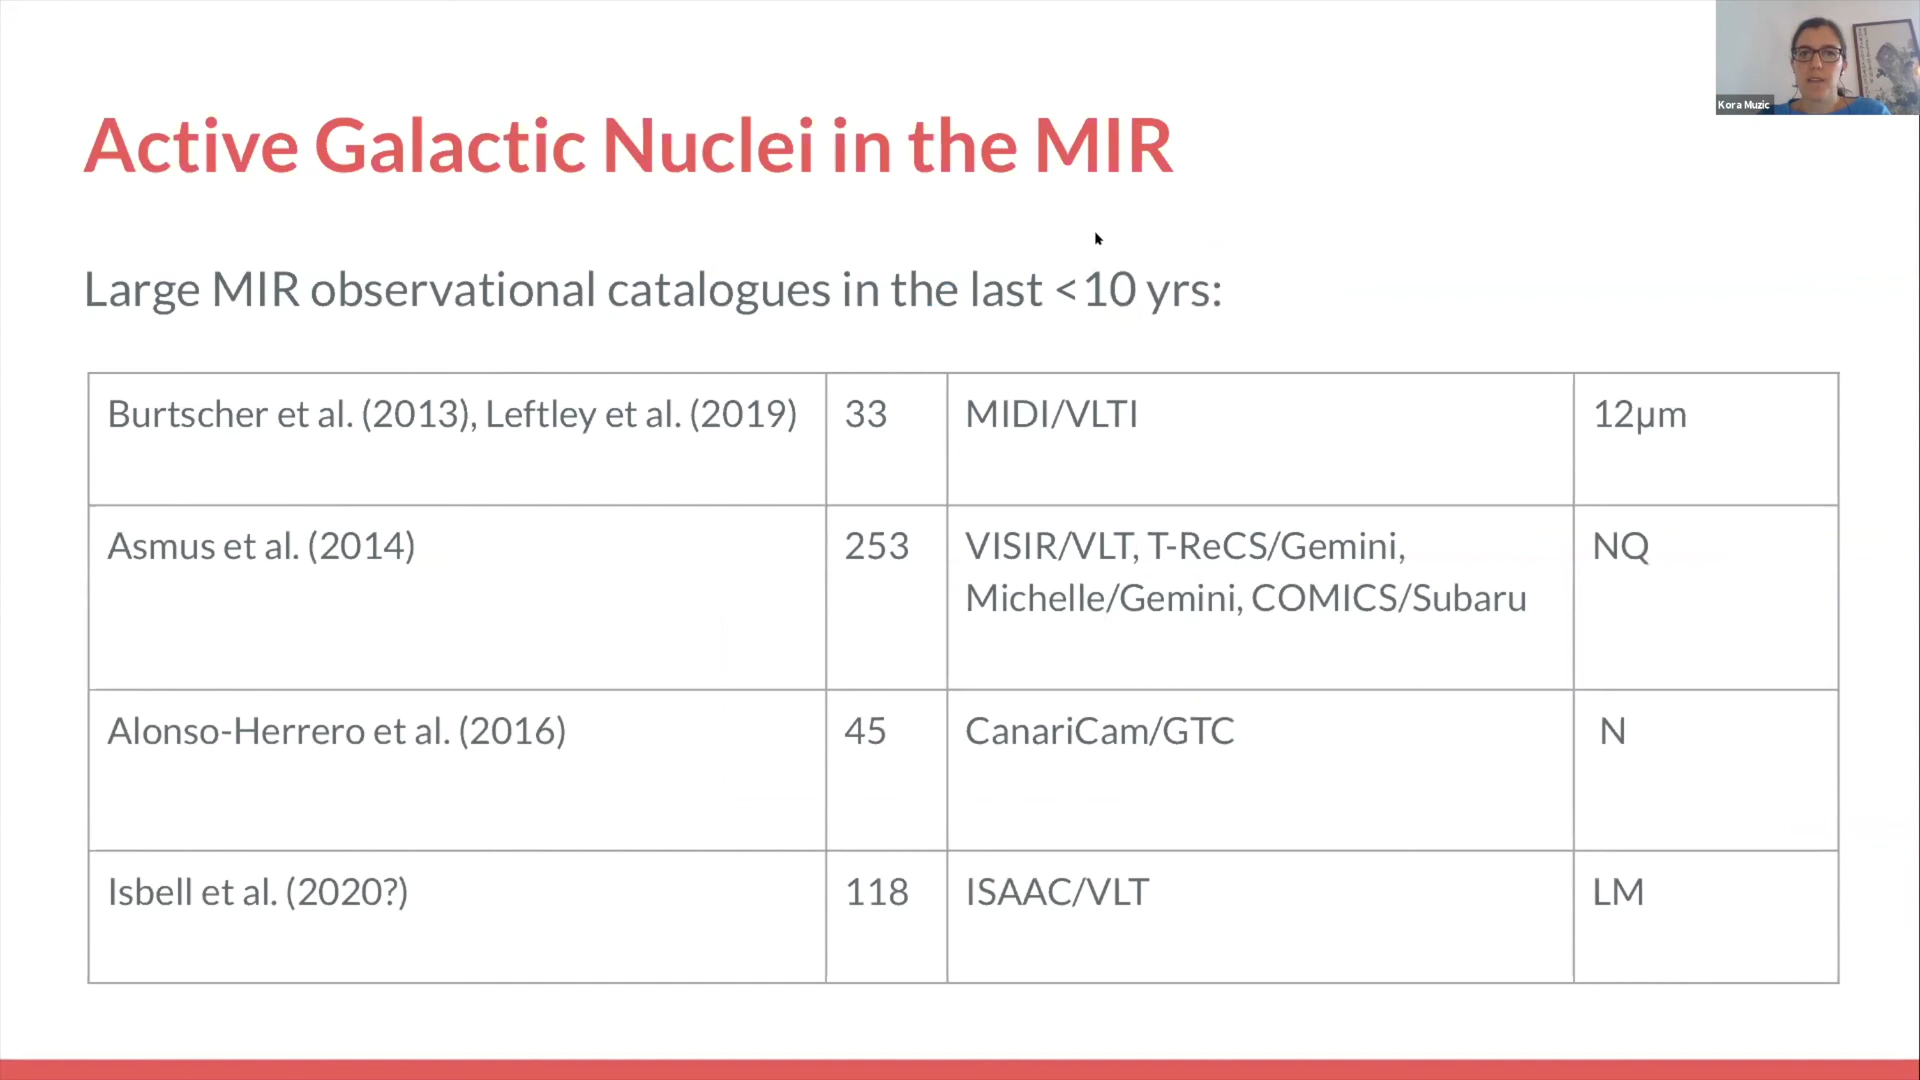 Kora Muzic
Active Galactic Nuclei in the MIR
Large MIR observational catalogues in the last <10 yrs:
Burtscher et al. (2013), Leftley et al. (2019) 33 MIDI/VLTI 12µm
Asmus et al. (2014) 253 VISIR/VLT, T-ReCS/Gemini, NQ
Michelle/Gemini, COMICS/Subaru
Alonso-Herrero et al. (2016) 45 CanariCam/GTC N
Isbell et al. (2020?) 118 ISAAC/VLT LM